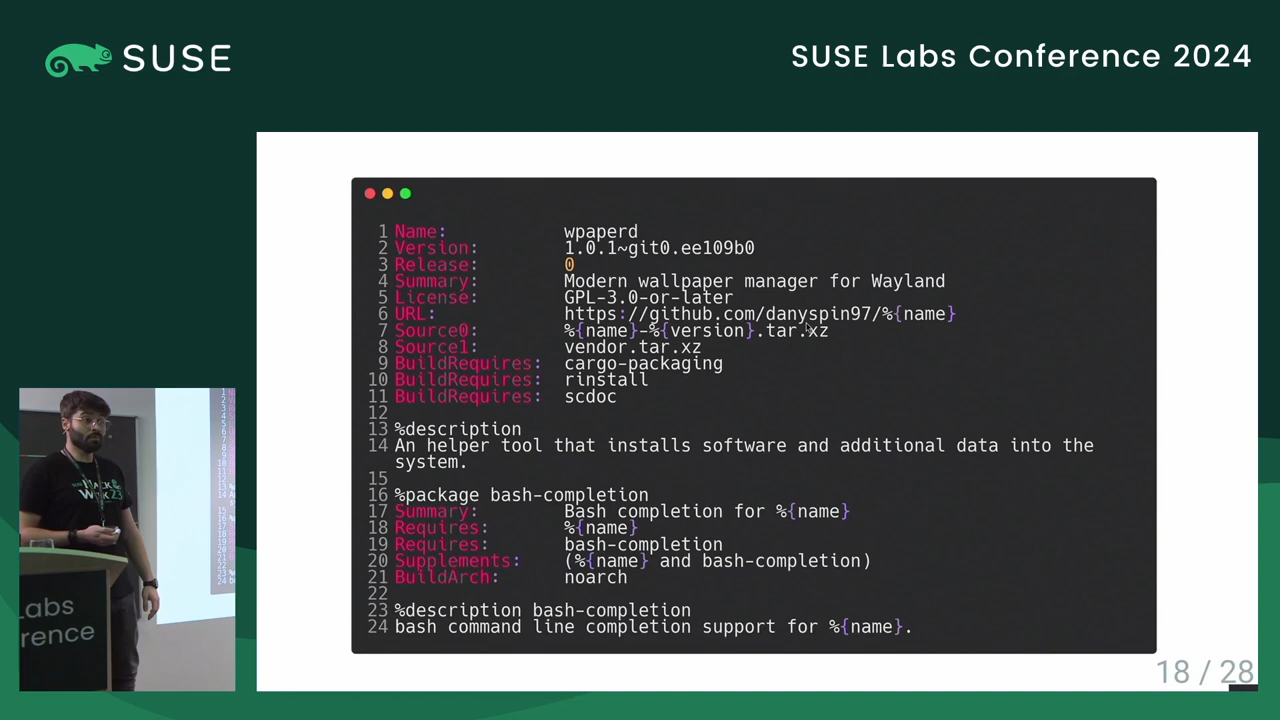 SUSE
SUSE Labs Conference 2024
1 Name: wpaperd
2 Version: 1.0.1~git0.ee109b0
3 Release: 0
4 Summary: Modern wallpaper manager for Wayland
5 License: GPL-3.0-or-later
6 URL: https://github.com/danyspin97/%{name}
7 Source0: %{name}-%{version}.tar.xz
8 Source1: vendor.tar.xz
9 BuildRequires: cargo-packaging
10 BuildRequires: rinstall
11 BuildRequires: scdoc
12
13 %description
14 An helper tool that installs software and additional data into the
system.
15
16 %package bash-completion
17 Summary: Bash completion for %{name}
18 Requires: %{name}
19 Requires: bash-completion
20 Supplements: (%{name} and bash-completion)
21 BuildArch: noarch
22
23 %description bash-completion
24 bash command line completion support for %{name}.
18 / 28
Labs
rence